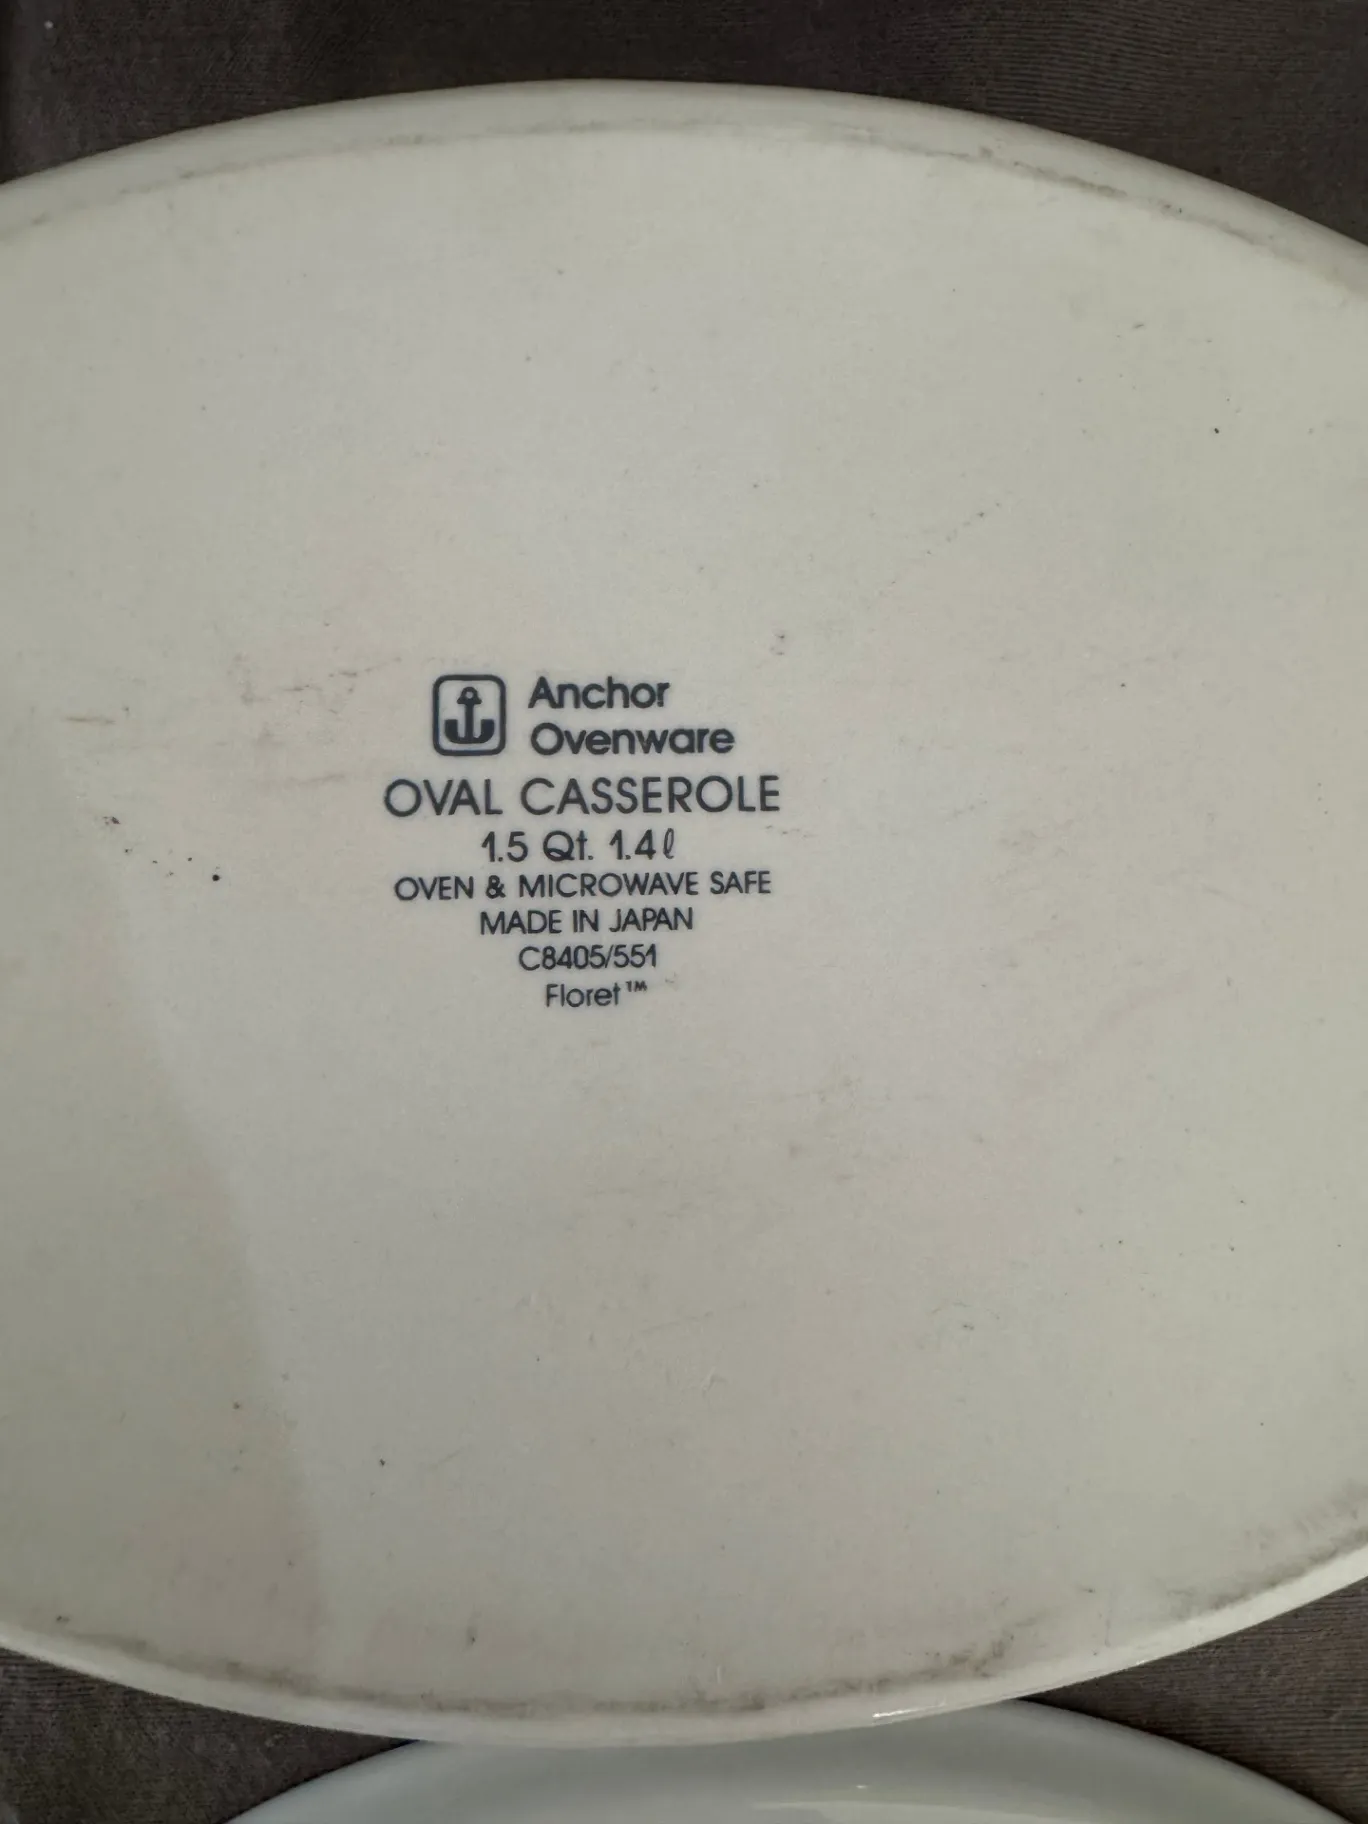 Anchor
Ovenware
OVAL CASSEROLE
1.5 Qt. 1.4ℓ
OVEN & MICROWAVE SAFE
MADE IN JAPAN
C8405/551
Floret™